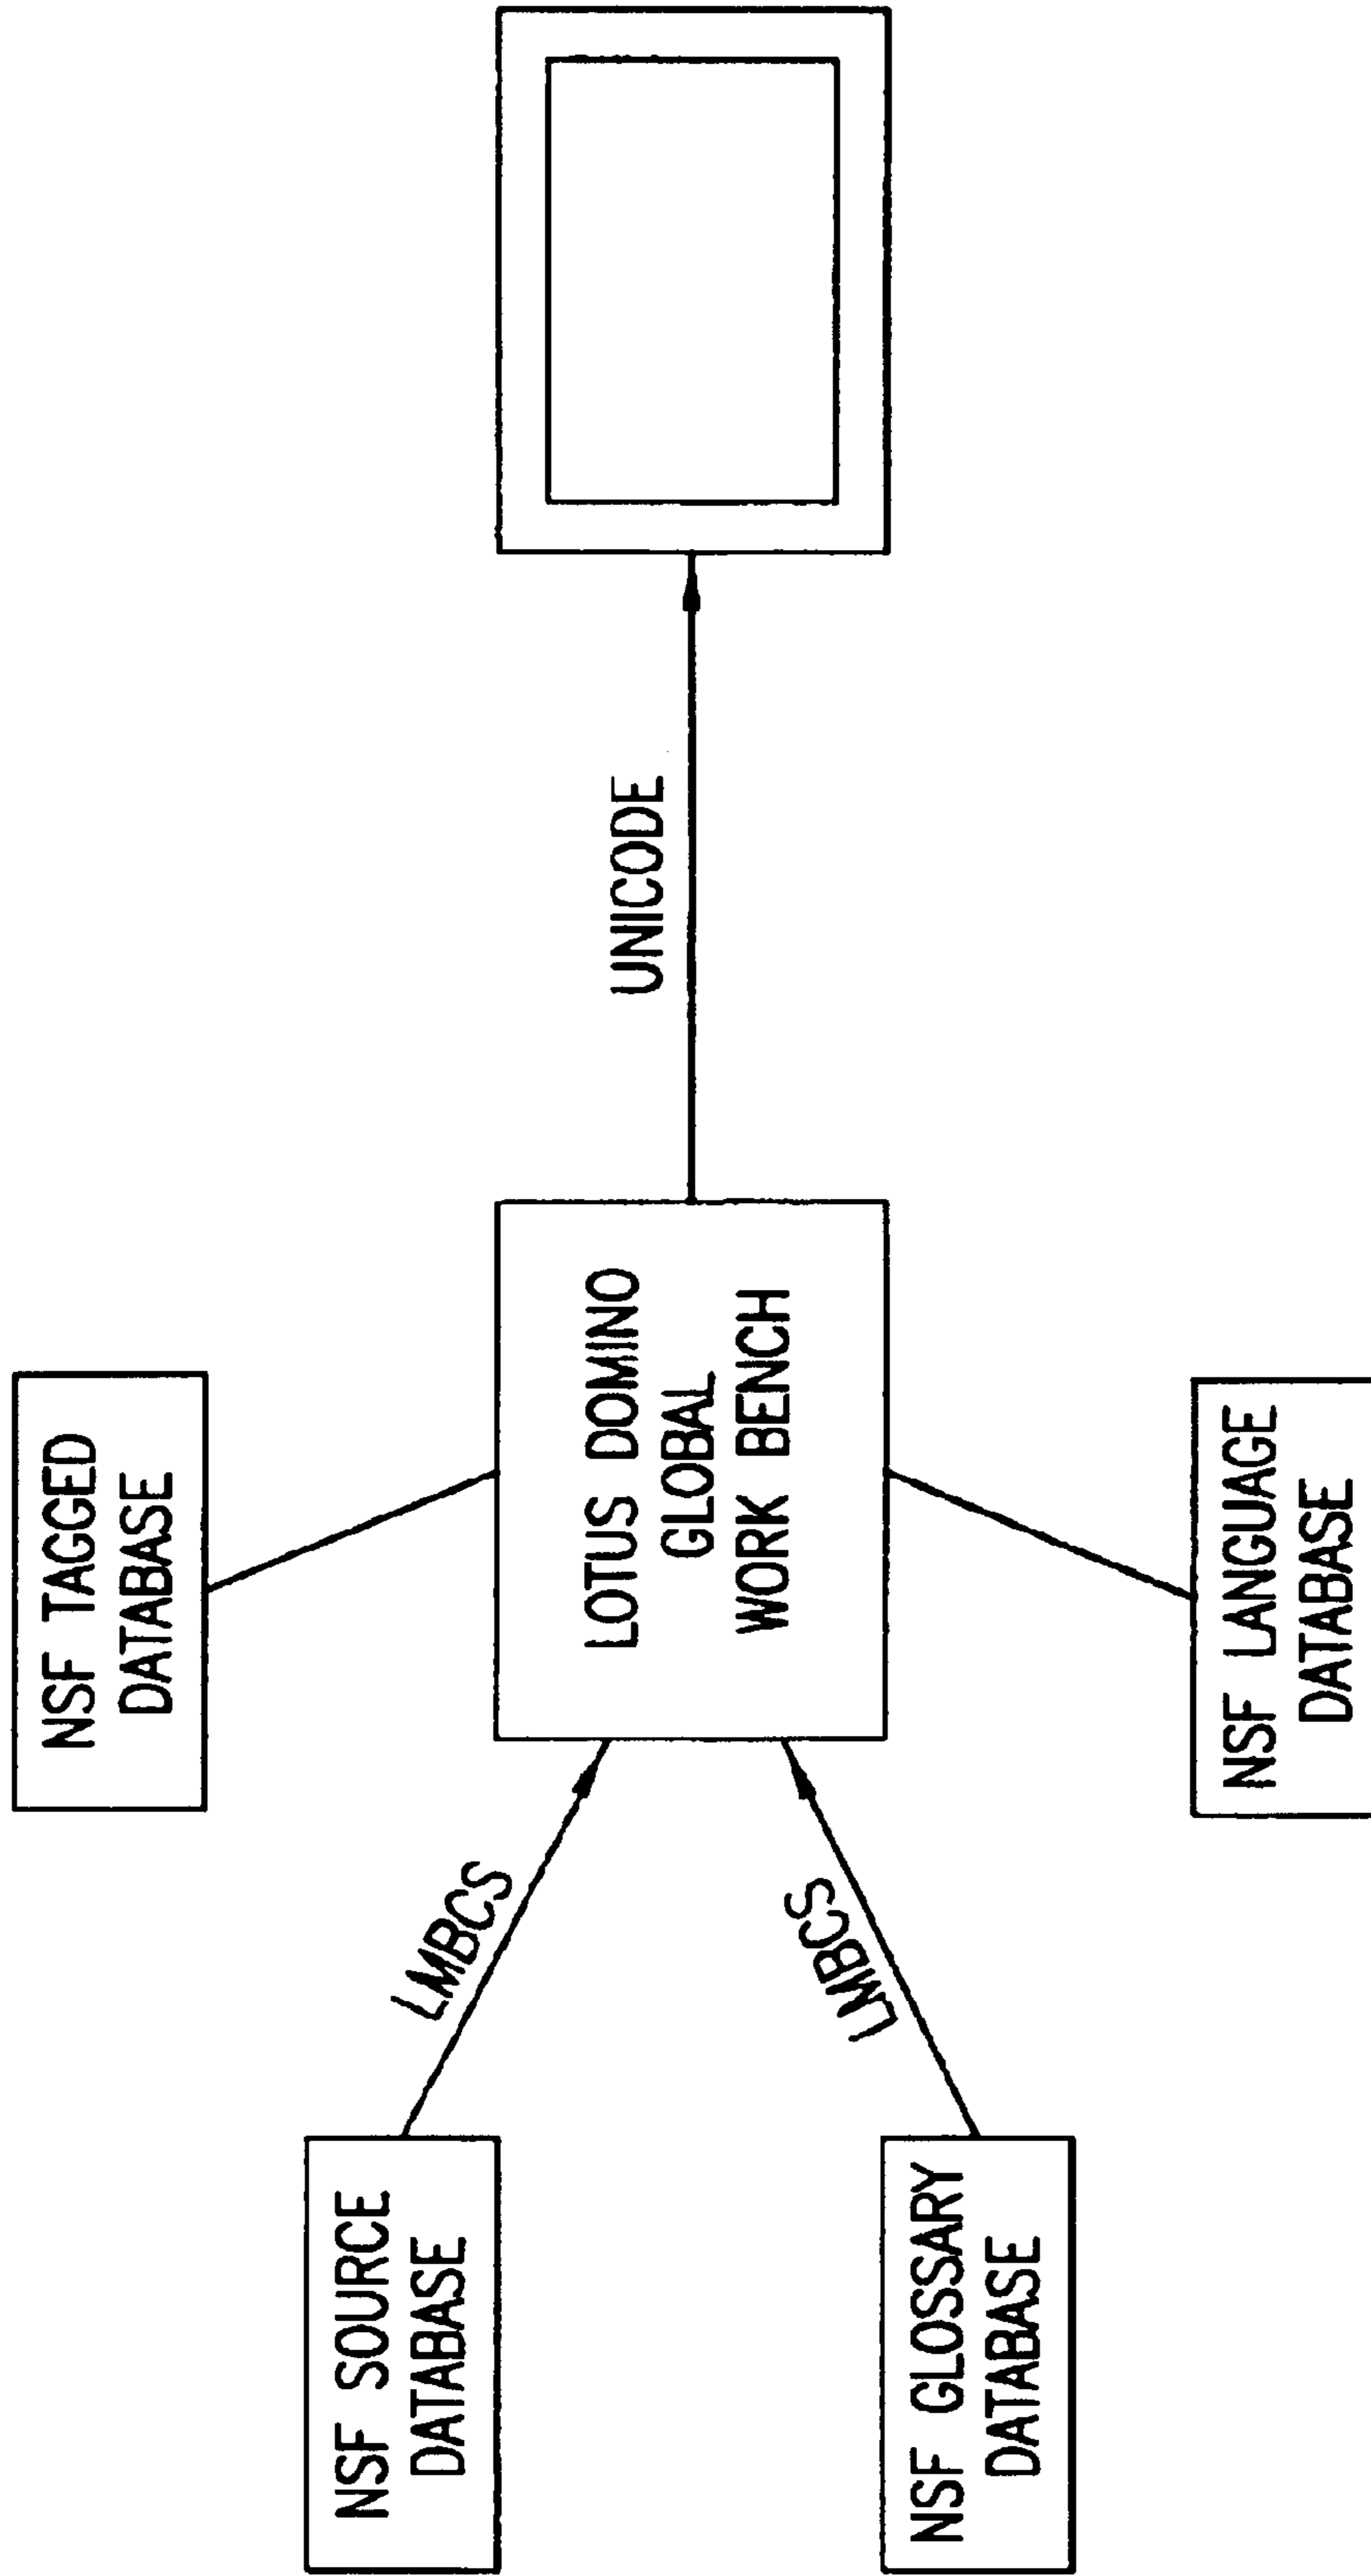 NSF TAGGED
DATABASE
NSF SOURCE
DATABASE
LMBCS
LOTUS DOMINO
GLOBAL
WORK BENCH
UNICODE
LMBCS
NSF GLOSSARY
DATABASE
NSF LANGUAGE
DATABASE